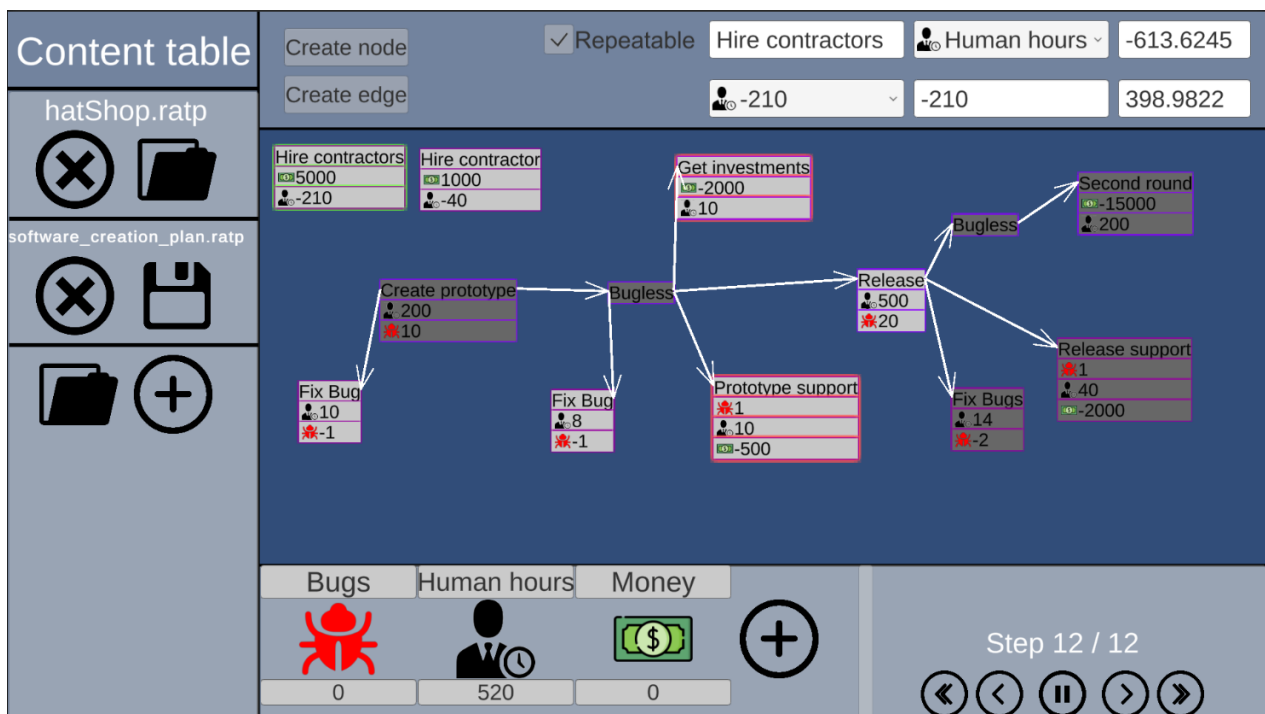 Content table
hatShop.ratp
software_creation_plan.ratp
Create node
Create edge
Repeatable
Hire contractors
Human hours
-613.6245
-210
-210
398.9822
Hire contractors
5000
-210
Hire contractor
1000
-40
Get investments
-2000
10
Second round
-15000
200
Bugless
Create prototype
200
10
Bugless
Release
500
20
Fix Bug
10
-1
Fix Bug
8
-1
Prototype support
1
10
-500
Fix Bugs
14
-2
Release support
1
40
-2000
Bugs
Human hours
Money
0
520
0
Step 12 / 12